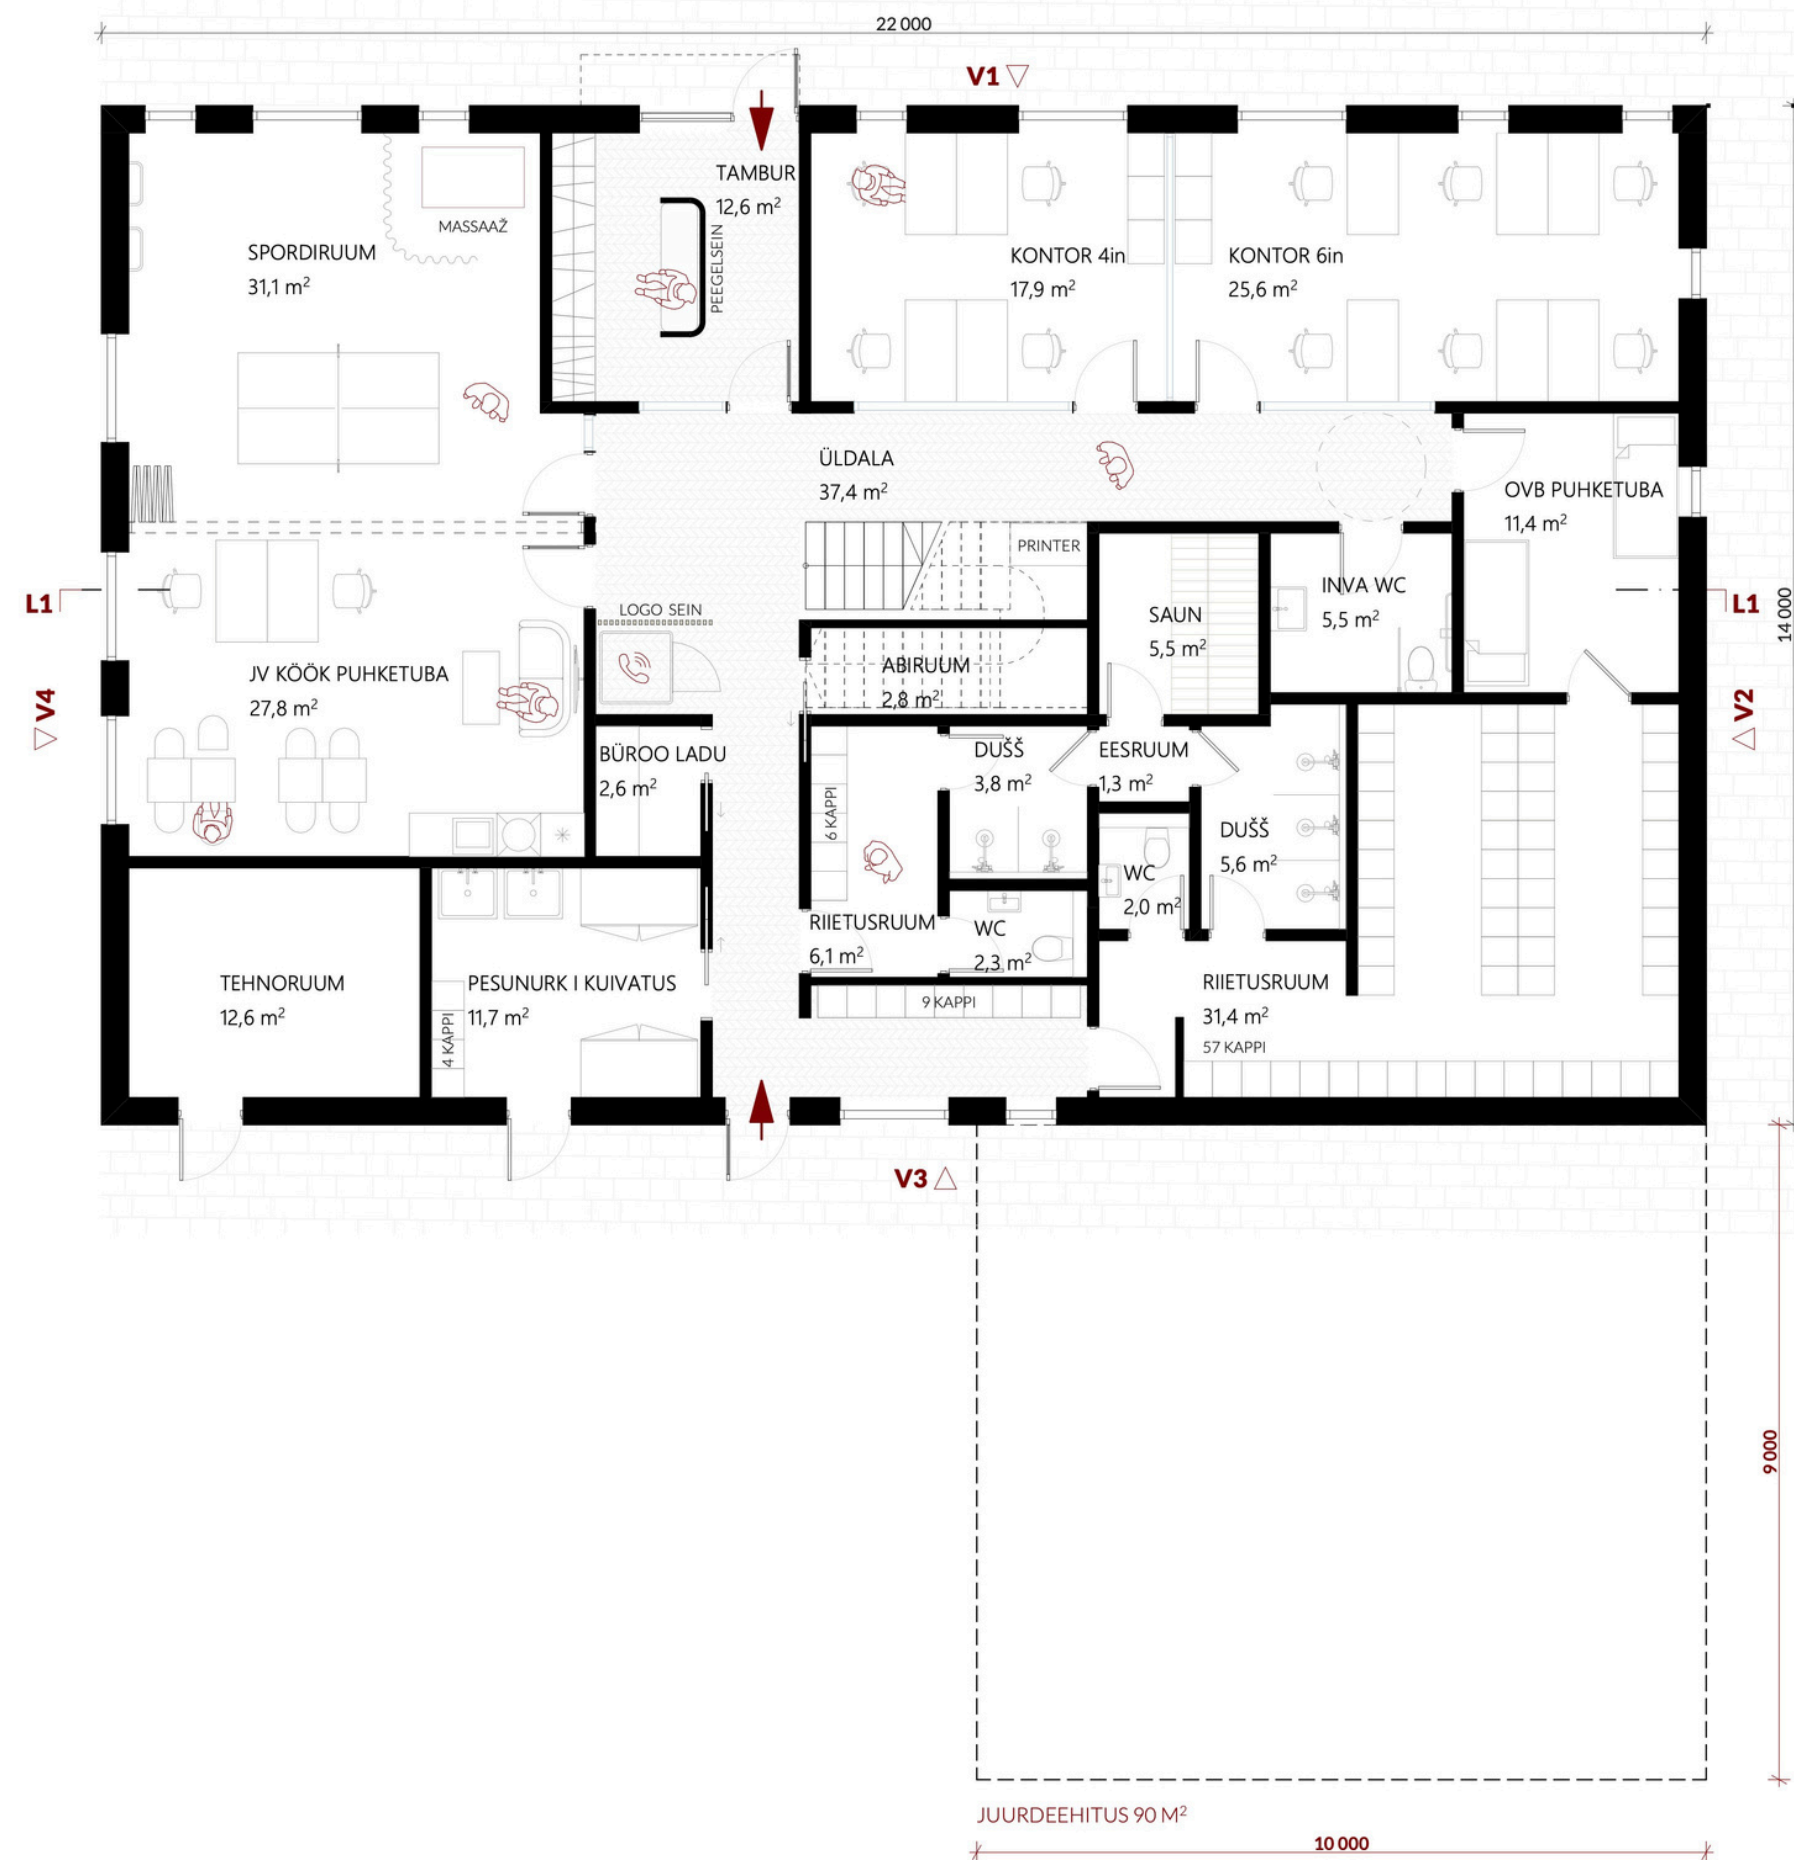 22 000
V1
TAMBUR
12,6 m²
MASSAAŽ
PEEGELSEIN
SPORDIRUUM
31,1 m²
KONTOR 4in
17,9 m²
KONTOR 6in
25,6 m²
ÜLDALA
37,4 m²
OVB PUHKETUBA
11,4 m²
PRINTER
L1
LOGO SEIN
SAUN
5,5 m²
INVA WC
5,5 m²
L1
14 000
JV KÖÖK PUHKETUBA
27,8 m²
ABIRUUM
2,8 m²
V4
V2
BÜROO LADU
2,6 m²
6 KAPPI
DUŠŠ
3,8 m²
EESRUUM
1,3 m²
DUŠŠ
5,6 m²
WC
2,0 m²
RIIETUSRUUM
6,1 m²
WC
2,3 m²
TEHNORUUM
12,6 m²
4 KAPPI
PESUNURK I KUIVATUS
11,7 m²
9 KAPPI
RIIETUSRUUM
31,4 m²
57 KAPPI
V3
9 000
JUURDEEHITUS 90 M²
10 000